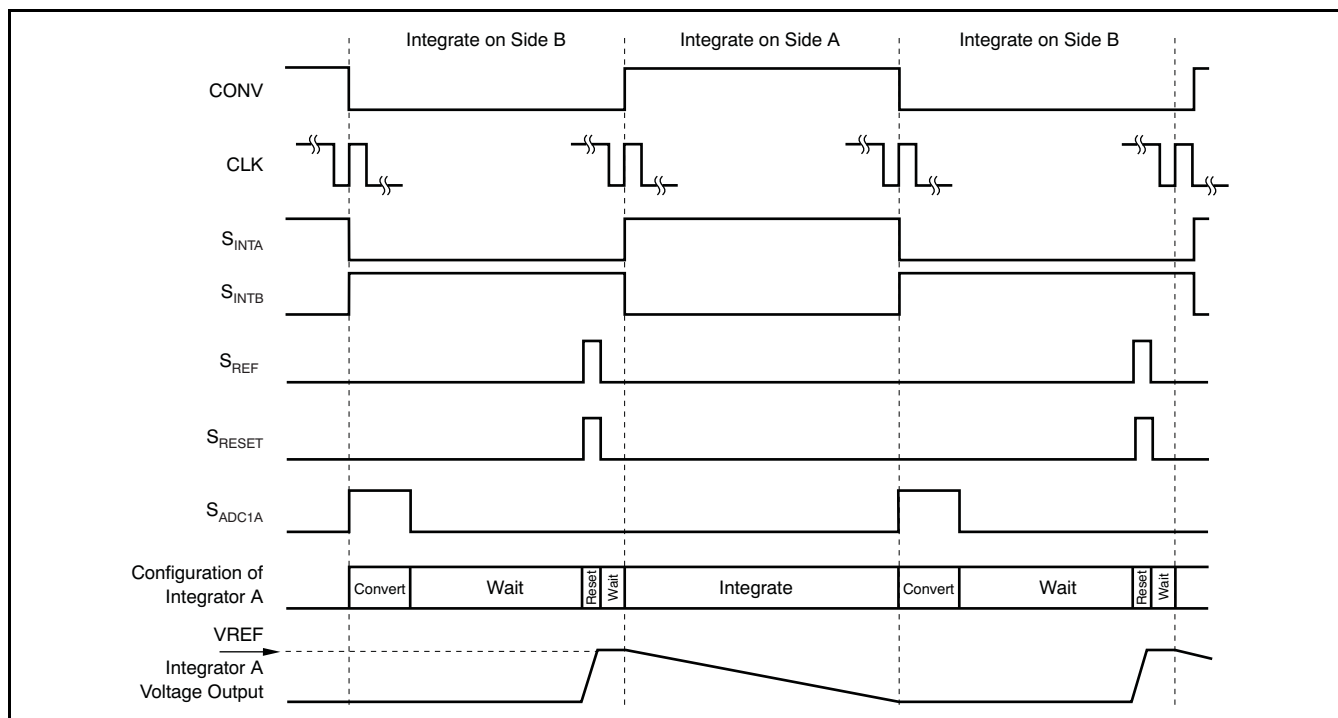 Integrate on Side B
Integrate on Side A
Integrate on Side B
CONV
CLK
SINTA
SINTB
SREF
SRESET
SADC1A
Configuration of
Integrator A
Convert
Wait
Reset
Wait
Integrate
Convert
Wait
Reset
Wait
VREF
Integrator A
Voltage Output